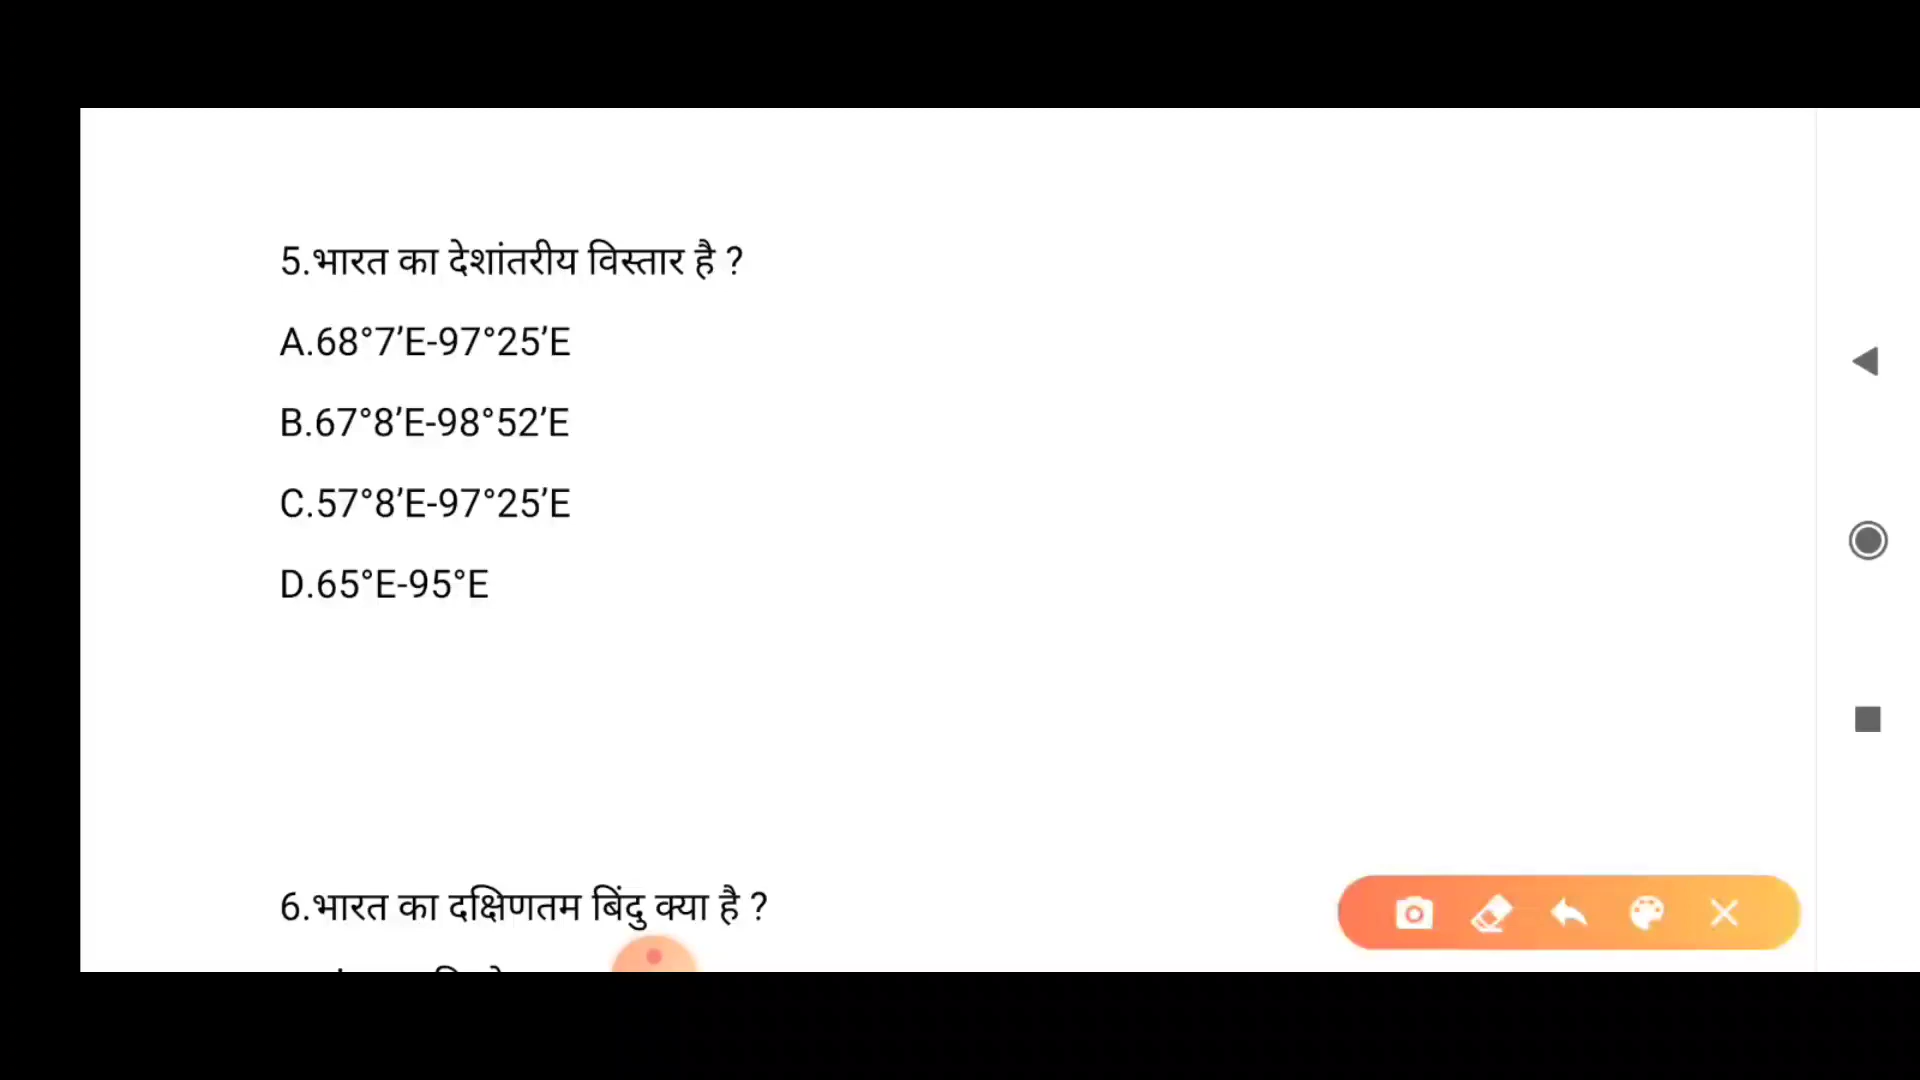 5.भारत का देशांतरीय विस्तार है ?
A.68°7’E-97°25’E
B.67°8’E-98°52’E
C.57°8’E-97°25’E
D.65°E-95°E
6.भारत का दक्षिणतम बिंदु क्या है ?